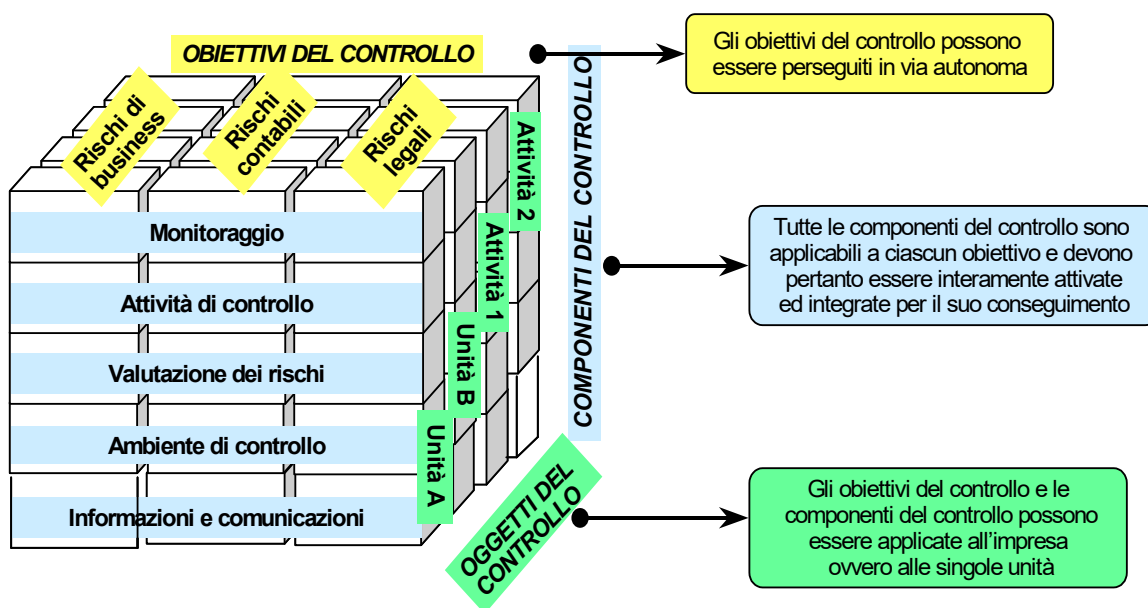 OBIETTIVI DEL CONTROLLO
Gli obiettivi del controllo possono
essere perseguiti in via autonoma
Rischi di
business
Rischi
contabili
Rischi
legali
Attività 2
Attività 1
Unità B
Unità A
COMPONENTI DEL CONTROLLO
Monitoraggio
Attività di controllo
Valutazione dei rischi
Ambiente di controllo
Informazioni e comunicazioni
Tutte le componenti del controllo sono
applicabili a ciascun obiettivo e devono
pertanto essere interamente attivate
ed integrate per il suo conseguimento
OGGETTI DEL
CONTROLLO
Gli obiettivi del controllo e le
componenti del controllo possono
essere applicate all’impresa
ovvero alle singole unità